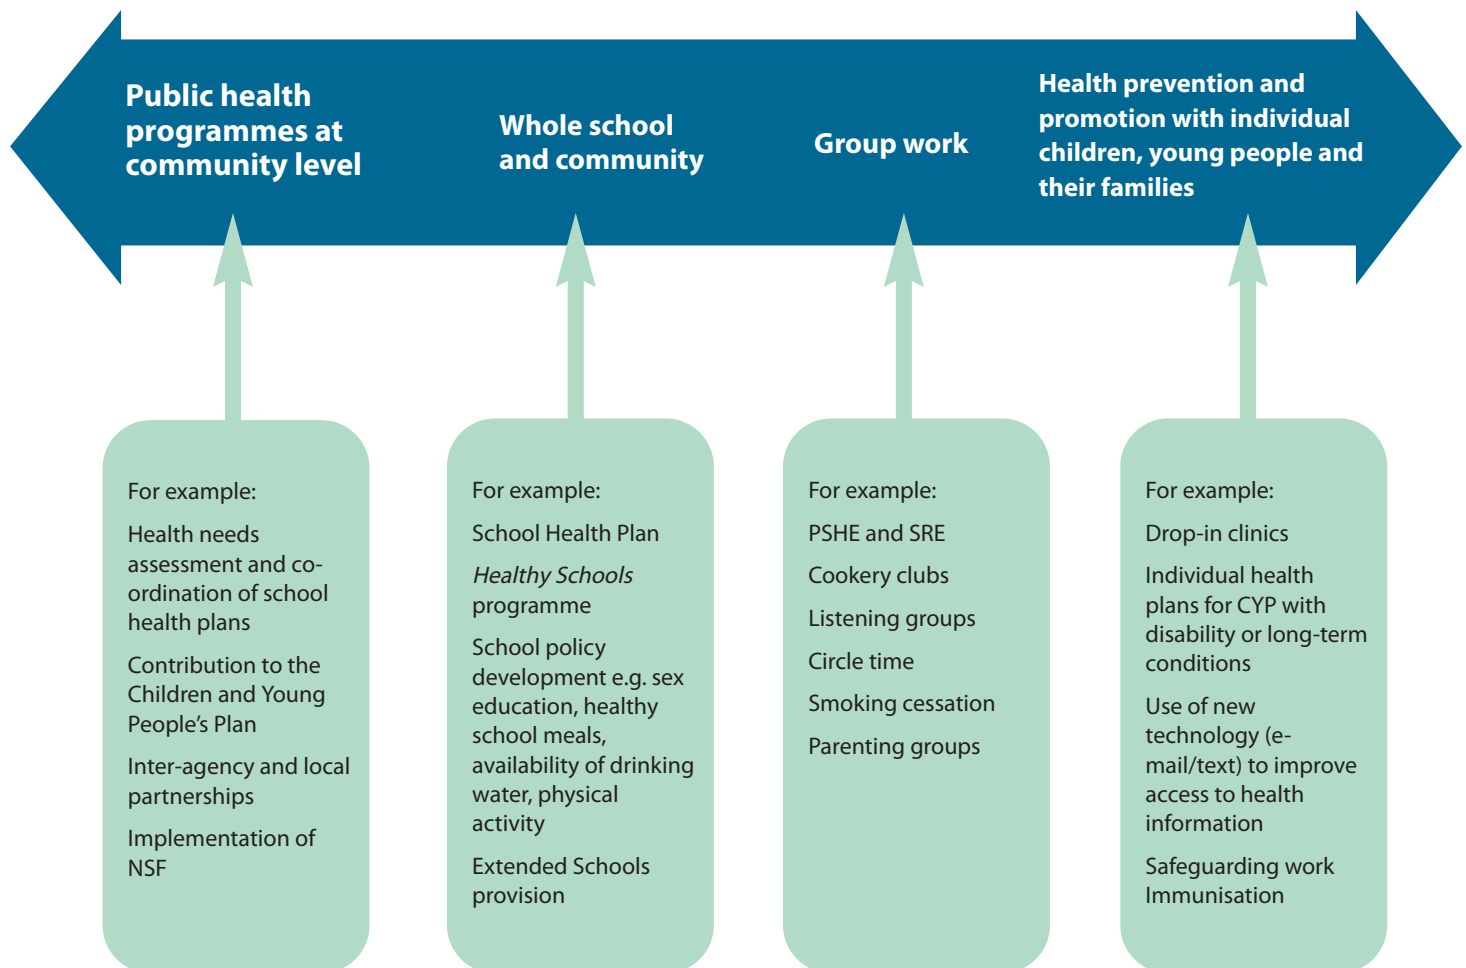 Public health
programmes at
community level
Whole school
and community
Group work
Health prevention and
promotion with individual
children, young people and
their families
For example:
Health needs
assessment and co-
ordination of school
health plans
Contribution to the
Children and Young
People’s Plan
Inter-agency and local
partnerships
Implementation of
NSF
For example:
School Health Plan
Healthy Schools
programme
School policy
development e.g. sex
education, healthy
school meals,
availability of drinking
water, physical
activity
Extended Schools
provision
For example:
PSHE and SRE
Cookery clubs
Listening groups
Circle time
Smoking cessation
Parenting groups
For example:
Drop-in clinics
Individual health
plans for CYP with
disability or long-term
conditions
Use of new
technology (e-
mail/text) to improve
access to health
information
Safeguarding work
Immunisation